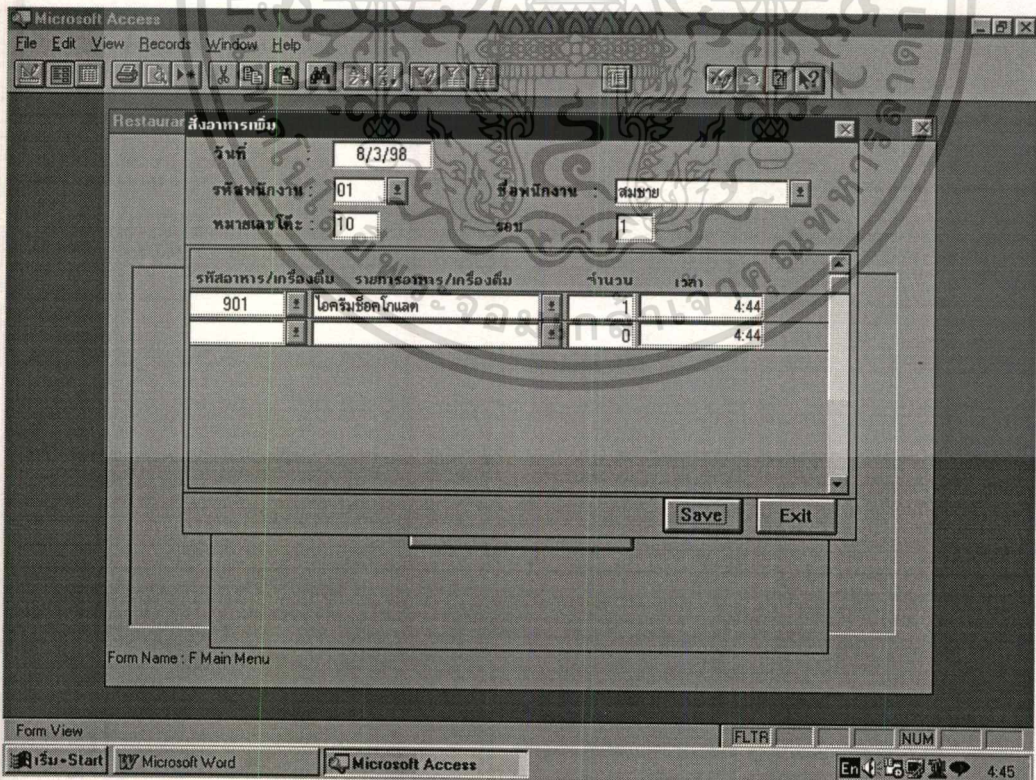 Microsoft Access
File Edit View Records Window Help
Restaurar สั่งอาหารเพิ่ม
วันที่ : 8/3/98
รหัสพนักงาน : 01 ชื่อพนักงาน : สมชาย
หมายเลขโต๊ะ : 10 รอบ : 1
รหัสอาหาร/เครื่องดื่ม รายการอาหาร/เครื่องดื่ม จำนวน เวลา
901 ไอครีมช็อคโกแลต 1 4:44
0 4:44
Save Exit
Form Name : F Main Menu
Form View FLTR NUM
เริ่ม-Start Microsoft Word Microsoft Access En 4:45